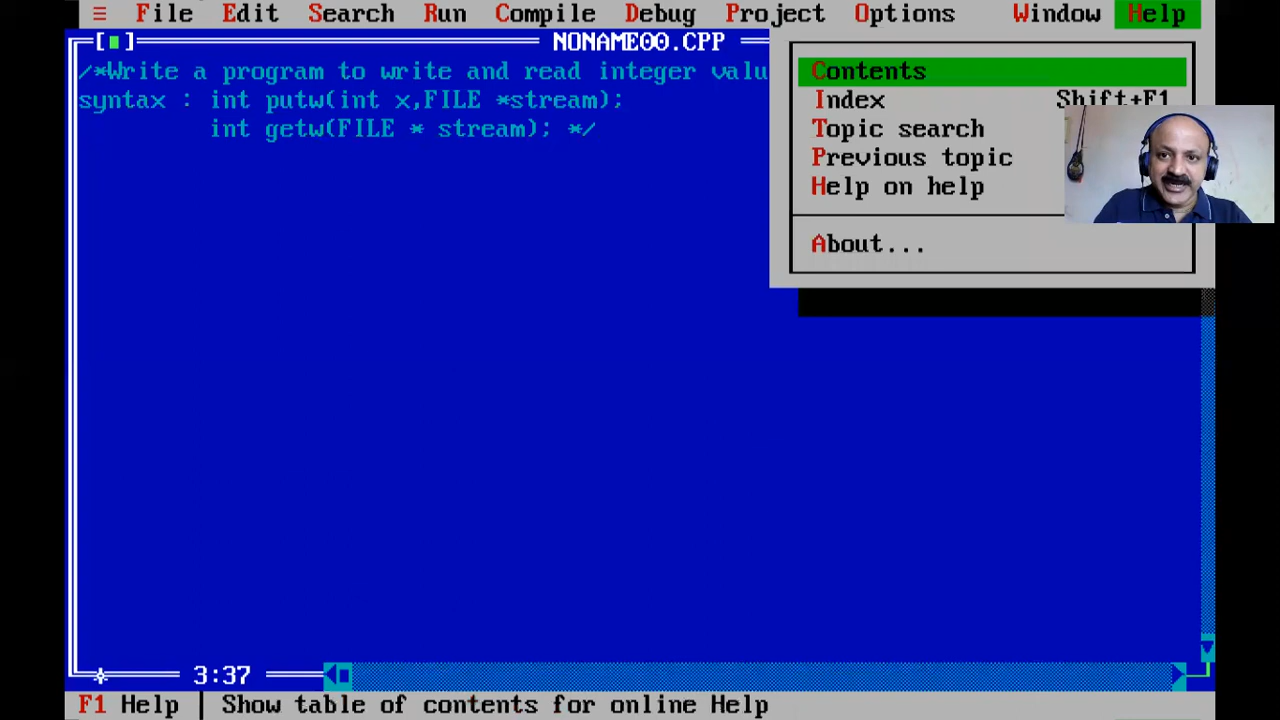 ≡ File Edit Search Run Compile Debug Project Options Window Help
[■] NONAME00.CPP
/*Write a program to write and read integer valu
syntax : int putw(int x,FILE *stream);
int getw(FILE * stream); */
Contents
Index Shift+F1
Topic search
Previous topic
Help on help
About...
3:37
F1 Help │ Show table of contents for online Help